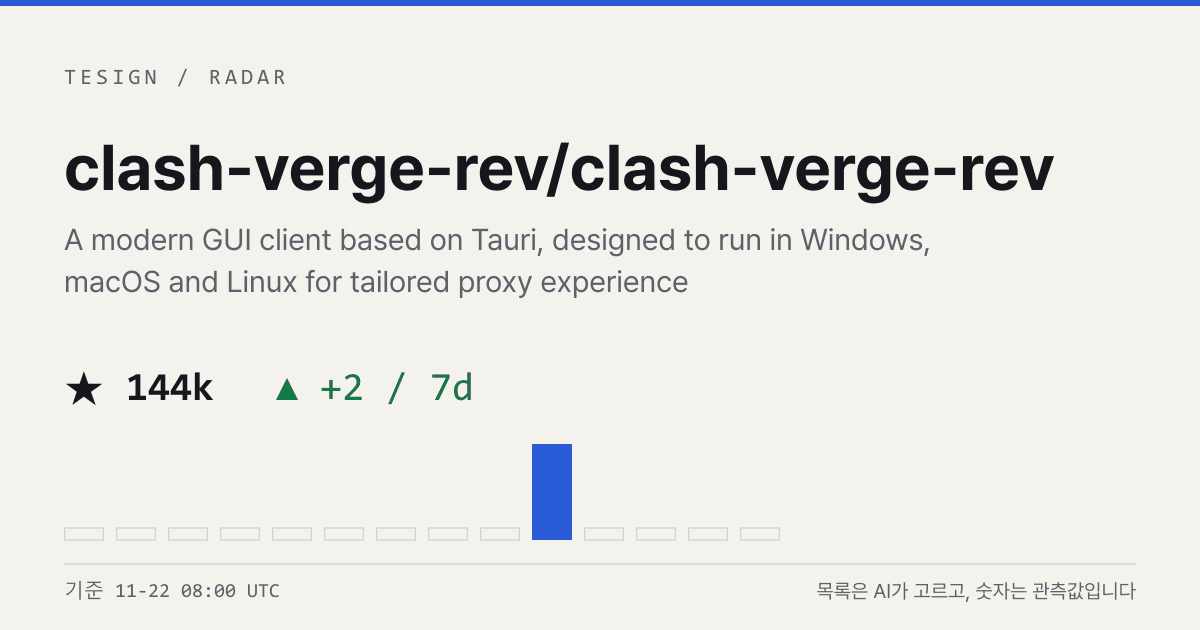 TESIGN / RADAR
clash-verge-rev/clash-verge-rev
A modern GUI client based on Tauri, designed to run in Windows,
macOS and Linux for tailored proxy experience
★ 144k ▲ +2 / 7d
기준 11-22 08:00 UTC
목록은 AI가 고르고, 숫자는 관측값입니다